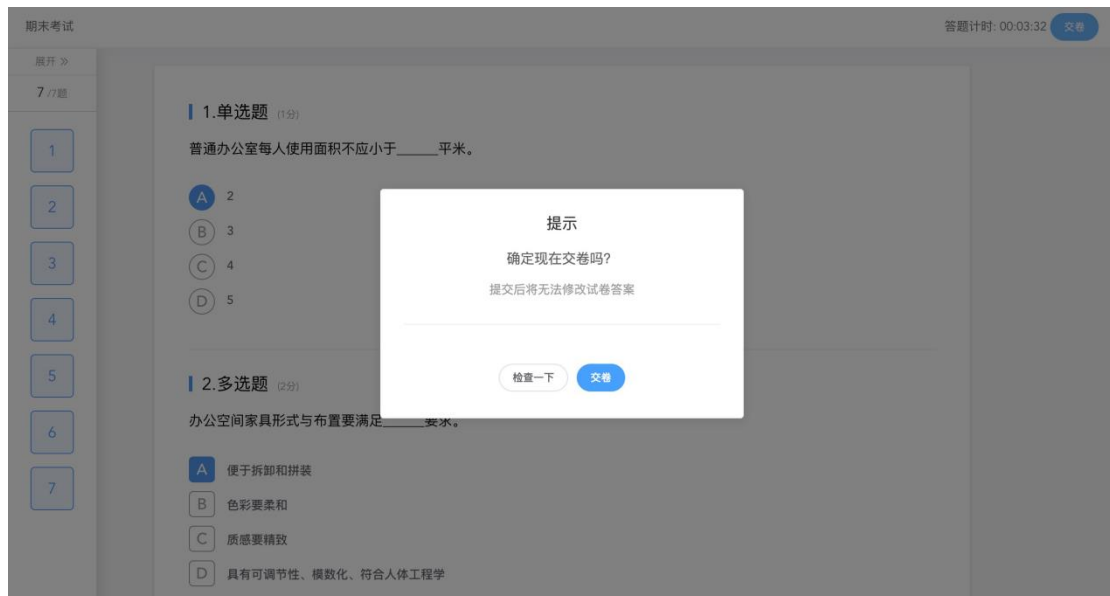 期末考试
答题计时: 00:03:32 交卷
展开 »
7 /7题
1
2
3
4
5
6
7
1.单选题 (1分)
普通办公室每人使用面积不应小于______平米。
A 2
B 3
C 4
D 5
2.多选题 (2分)
办公空间家具形式与布置要满足______要求。
A 便于拆卸和拼装
B 色彩要柔和
C 质感要精致
D 具有可调节性、模数化、符合人体工程学
提示
确定现在交卷吗?
提交后将无法修改试卷答案
检查一下 交卷